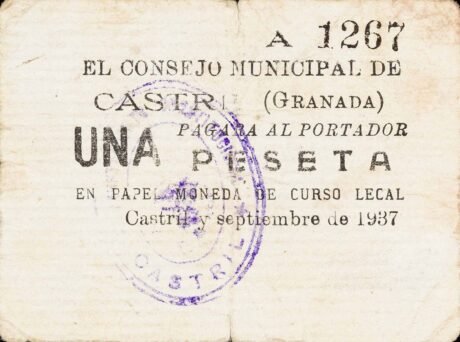 A 1267
EL CONSEJO MUNICIPAL DE
CASTRIL (GRANADA)
PAGARA AL PORTADOR
UNA PESETA
EN PAPEL MONEDA DE CURSO LECAL
Castril y septiembre de 1937
CASTRIL